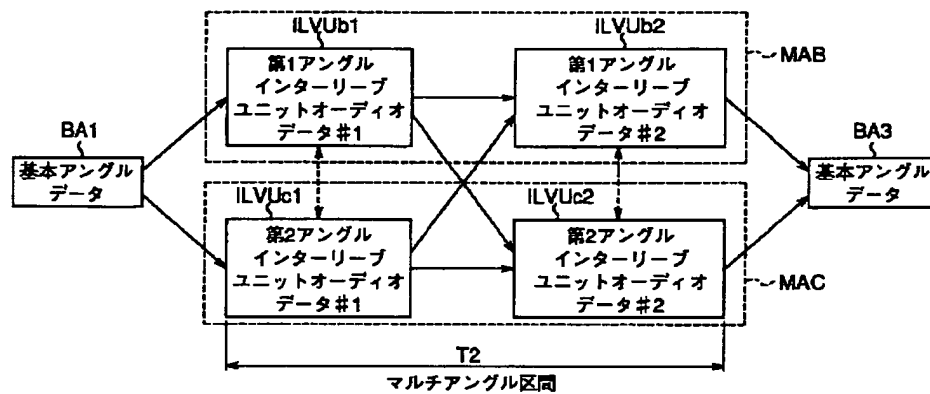 ILVUb1
ILVUb2
第1アングル
インターリーブ
ユニットオーディオ
データ#1
第1アングル
インターリーブ
ユニットオーディオ
データ#2
MAB
BA1
基本アングル
データ
BA3
基本アングル
データ
ILVUc1
ILVUc2
第2アングル
インターリーブ
ユニットオーディオ
データ#1
第2アングル
インターリーブ
ユニットオーディオ
データ#2
MAC
T2
マルチアングル区間